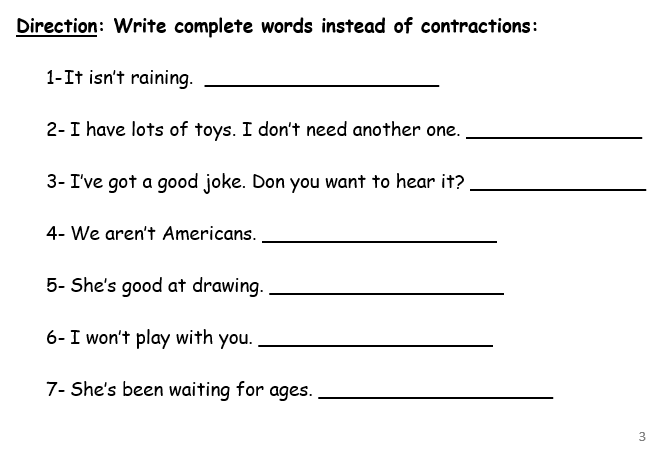 Direction: Write complete words instead of contractions:
1-It isn't raining. ____________________
2- I have lots of toys. I don't need another one. _______________
3- I've got a good joke. Don you want to hear it? _______________
4- We aren't Americans. ____________________
5- She's good at drawing. ____________________
6- I won't play with you. ____________________
7- She's been waiting for ages. ____________________
3